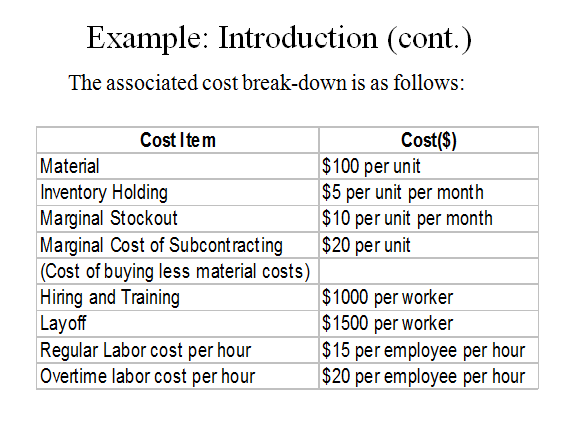 Example: Introduction (cont.)
The associated cost break-down is as follows:
Cost Item Cost($)
Material $100 per unit
Inventory Holding $5 per unit per month
Marginal Stockout $10 per unit per month
Marginal Cost of Subcontracting $20 per unit
(Cost of buying less material costs)
Hiring and Training $1000 per worker
Layoff $1500 per worker
Regular Labor cost per hour $15 per employee per hour
Overtime labor cost per hour $20 per employee per hour